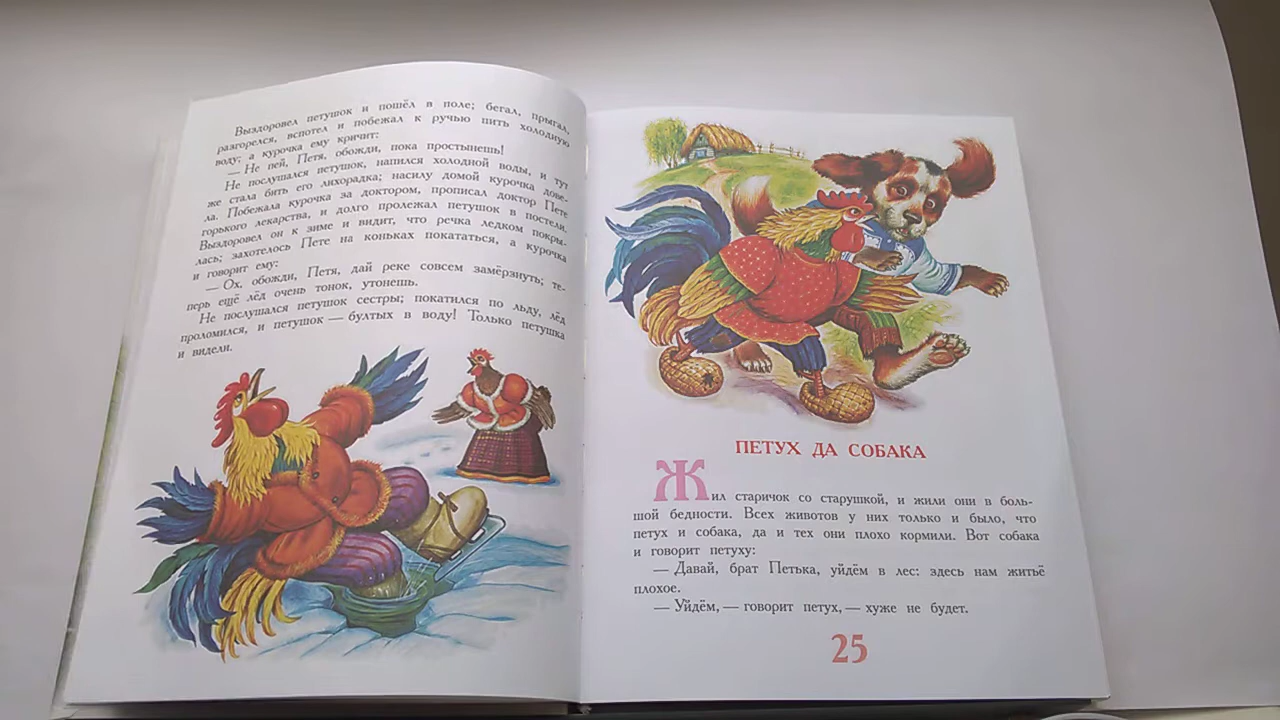 Выздоровел петушок и пошёл в поле; бегал, прыгал,
разгорелся, вспотел и побежал к ручью пить холодную
воду; а курочка ему кричит:
— Не пей, Петя, обожди, пока простынешь!
Не послушался петушок, напился холодной воды, и тут
же стала бить его лихорадка; насилу домой курочка дове-
ла. Побежала курочка за доктором, прописал доктор Пете
горького лекарства, и долго пролежал петушок в постели.
Выздоровел он к зиме и видит, что речка ледком покры-
лась; захотелось Пете на коньках покататься, а курочка
и говорит ему:
— Ох, обожди, Петя, дай реке совсем замёрзнуть; те-
перь ещё лёд очень тонок, утонешь.
Не послушался петушок сестры; покатился по льду, лёд
проломился, и петушок — бултых в воду! Только петушка
и видели.
ПЕТУХ ДА СОБАКА
Жил старичок со старушкой, и жили они в боль-
шой бедности. Всех животов у них только и было, что
петух и собака, да и тех они плохо кормили. Вот собака
и говорит петуху:
— Давай, брат Петька, уйдём в лес: здесь нам житьё
плохое.
— Уйдём, — говорит петух, — хуже не будет.
25